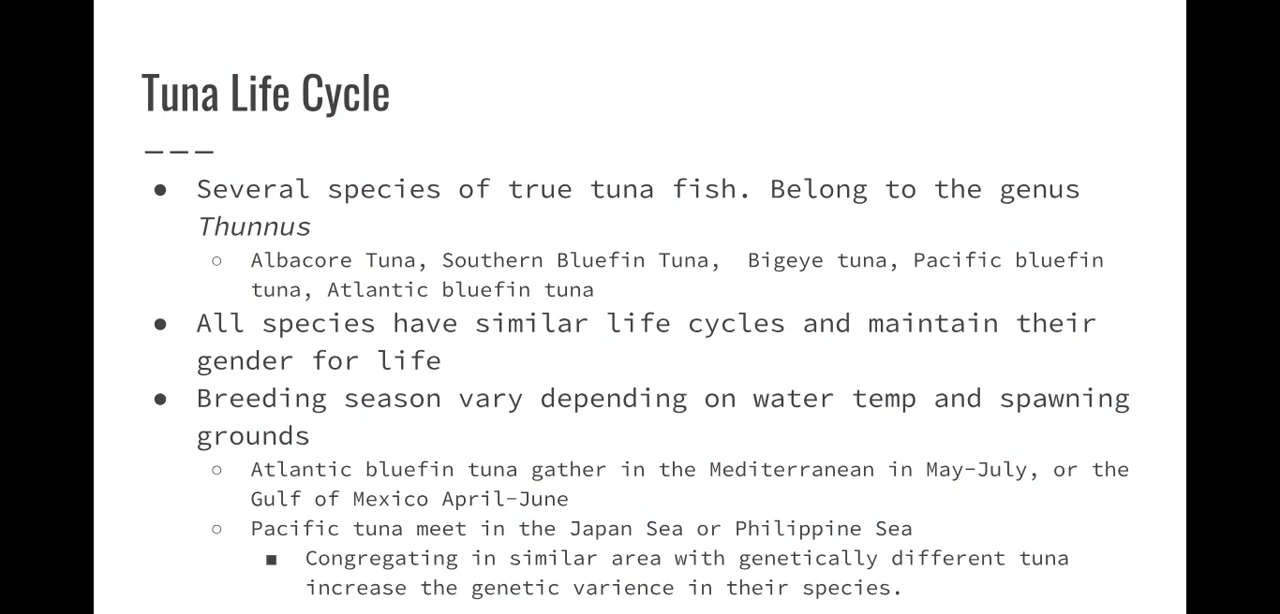 Tuna Life Cycle
● Several species of true tuna fish. Belong to the genus
Thunnus
○ Albacore Tuna, Southern Bluefin Tuna,  Bigeye tuna, Pacific bluefin
tuna, Atlantic bluefin tuna
● All species have similar life cycles and maintain their
gender for life
● Breeding season vary depending on water temp and spawning
grounds
○ Atlantic bluefin tuna gather in the Mediterranean in May-July, or the
Gulf of Mexico April-June
○ Pacific tuna meet in the Japan Sea or Philippine Sea
■ Congregating in similar area with genetically different tuna
increase the genetic varience in their species.